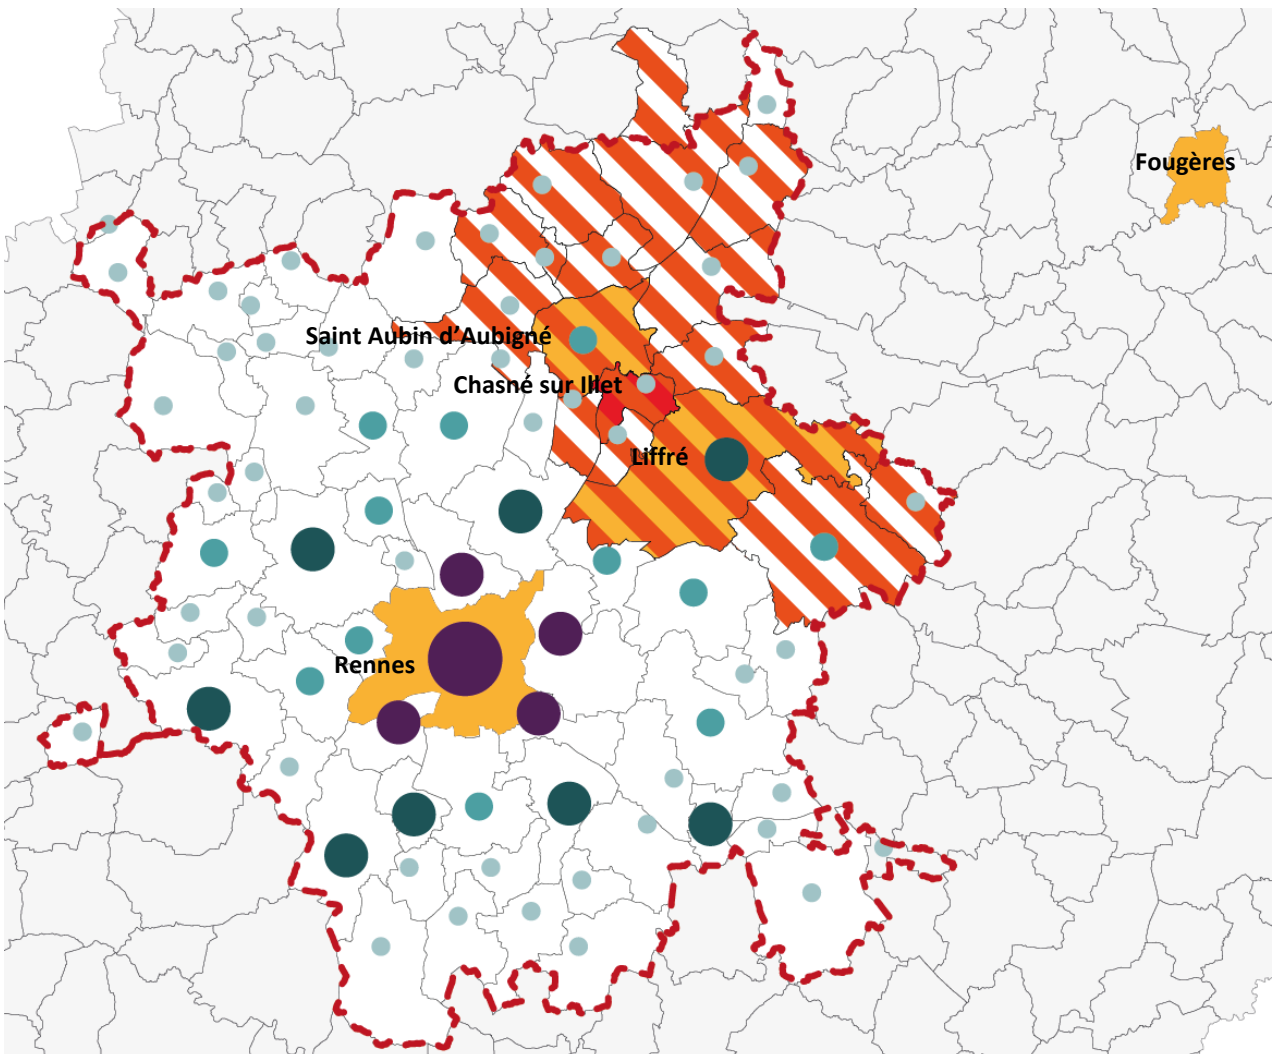 Fougères
Saint Aubin d’Aubigné
Chasné sur Illet
Liffré
Rennes